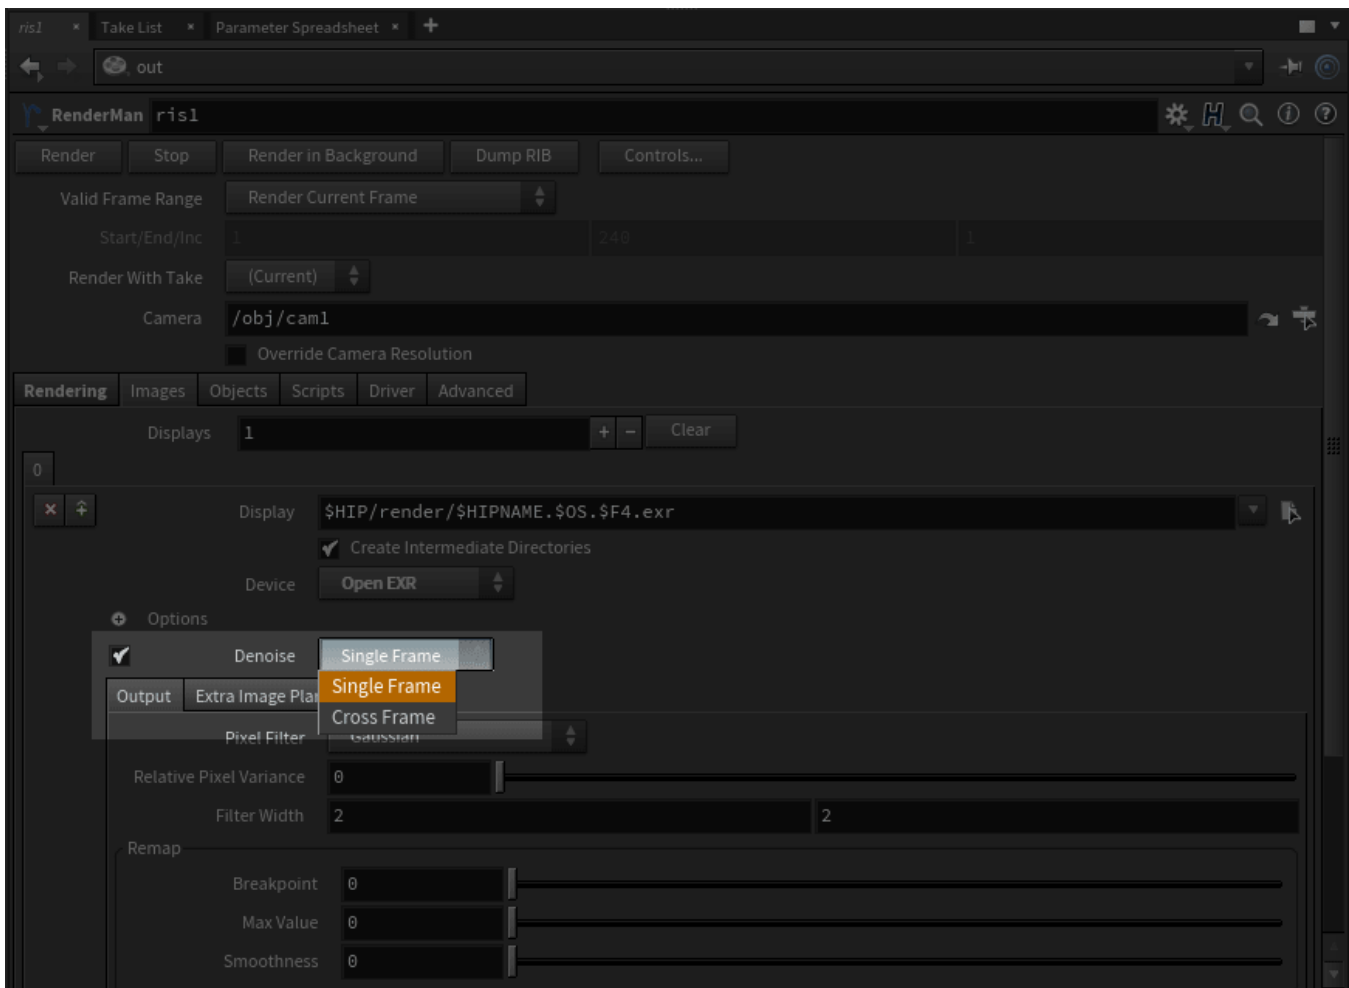 ris1 × Take List × Parameter Spreadsheet × +
out
RenderMan ris1
Render Stop Render in Background Dump RIB Controls...
Valid Frame Range Render Current Frame
Start/End/Inc 1 240 1
Render With Take (Current)
Camera /obj/cam1
Override Camera Resolution
Rendering Images Objects Scripts Driver Advanced
Displays 1 + − Clear
0
Display $HIP/render/$HIPNAME.$OS.$F4.exr
Create Intermediate Directories
Device Open EXR
Options
Denoise Single Frame
Output Extra Image Plan Single Frame
Cross Frame
Pixel Filter Gaussian
Relative Pixel Variance 0
Filter Width 2 2
Remap
Breakpoint 0
Max Value 0
Smoothness 0